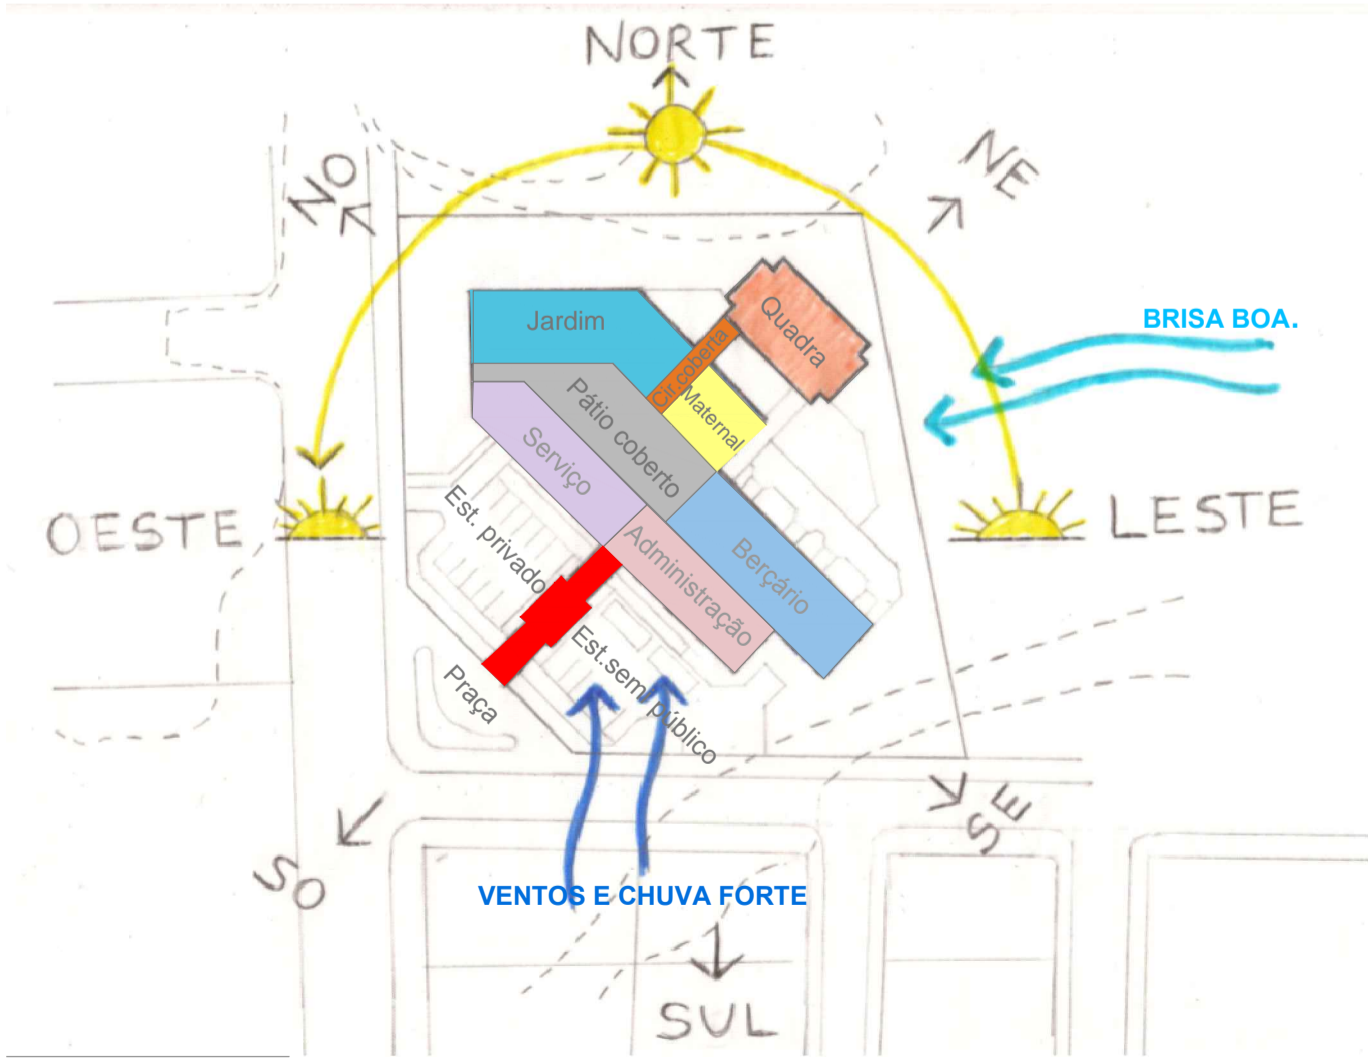 NORTE
NO
NE
BRISA BOA.
Jardim
Quadra
Cir.coberta
Maternal
Pátio coberto
Serviço
OESTE
LESTE
Est. privado
Administração
Berçário
Est.semi público
Praça
SE
SO
VENTOS E CHUVA FORTE
SUL